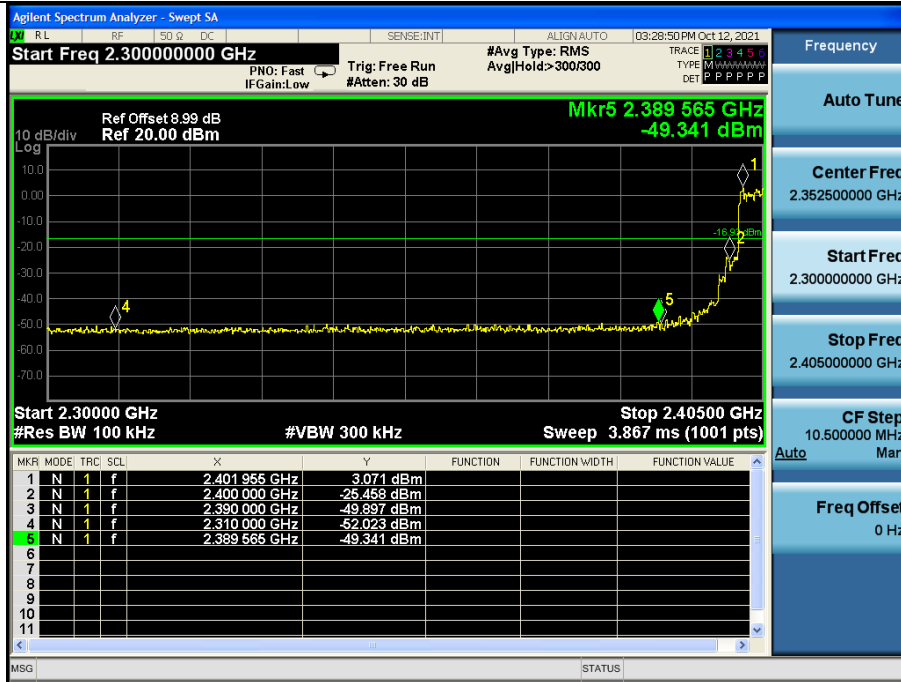 Agilent Spectrum Analyzer - Swept SA
LXI RL RF 50 Ω DC SENSE:INT ALIGN AUTO 03:28:50 PM Oct 12, 2021
Start Freq 2.300000000 GHz #Avg Type: RMS TRACE 1 2 3 4 5 6
PNO: Fast Trig: Free Run Avg|Hold:>300/300 TYPE M WWWWW
IFGain:Low #Atten: 30 dB DET P P P P P P
Mkr5 2.389 565 GHz
-49.341 dBm
Ref Offset 8.99 dB
10 dB/div Ref 20.00 dBm
Log
10.0
0.00
-10.0
-20.0
-30.0
-40.0
-50.0
-60.0
-70.0
1
-16.93 dBm
2
4
5
Start 2.30000 GHz Stop 2.40500 GHz
#Res BW 100 kHz #VBW 300 kHz Sweep 3.867 ms (1001 pts)
MKR MODE TRC SCL X Y FUNCTION FUNCTION WIDTH FUNCTION VALUE
1 N 1 f 2.401 955 GHz 3.071 dBm
2 N 1 f 2.400 000 GHz -25.458 dBm
3 N 1 f 2.390 000 GHz -49.897 dBm
4 N 1 f 2.310 000 GHz -52.023 dBm
5 N 1 f 2.389 565 GHz -49.341 dBm
6
7
8
9
10
11
MSG STATUS
Frequency
Auto Tune
Center Freq
2.352500000 GHz
Start Freq
2.300000000 GHz
Stop Freq
2.405000000 GHz
CF Step
10.500000 MHz
Auto Man
Freq Offset
0 Hz